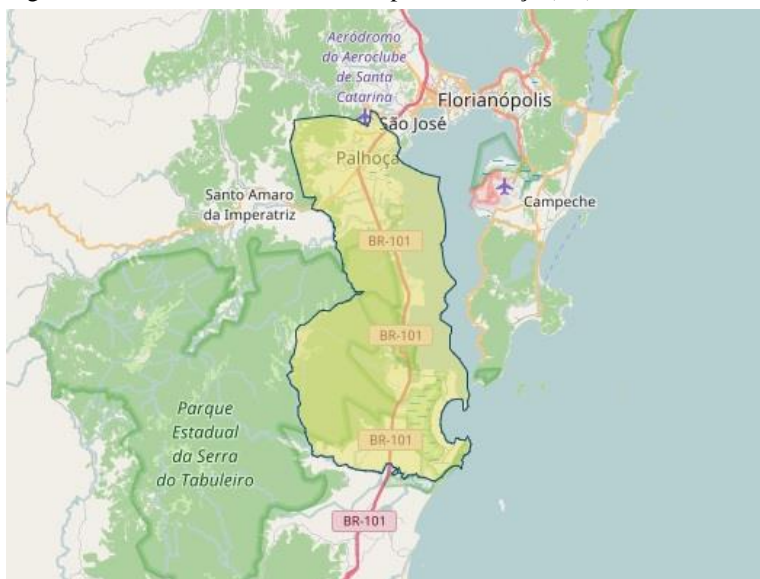 Aeródromo
do Aeroclube
de Santa
Catarina
Florianópolis
São José
Palhoça
Santo Amaro
da Imperatriz
Campeche
BR-101
BR-101
Parque
Estadual
da Serra
do Tabuleiro
BR-101
BR-101